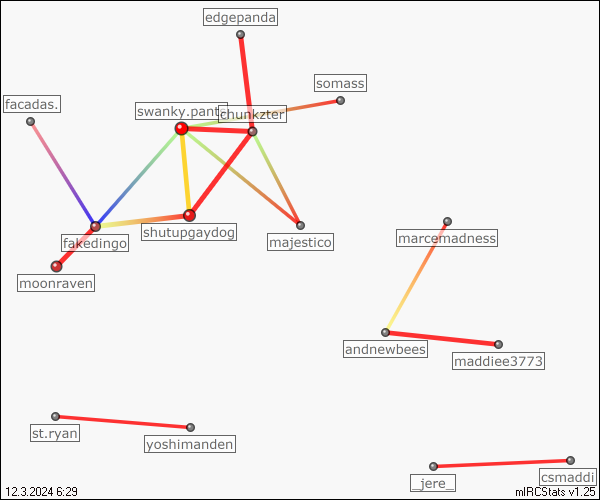 edgepanda
somass
facadas.
swanky.pants
chunkzter
fakedingo
shutupgaydog
majestico
marcemadness
moonraven
andnewbees
maddiee3773
st.ryan
yoshimanden
_jere_
csmaddi
12.3.2024 6:29
mIRCStats v1.25